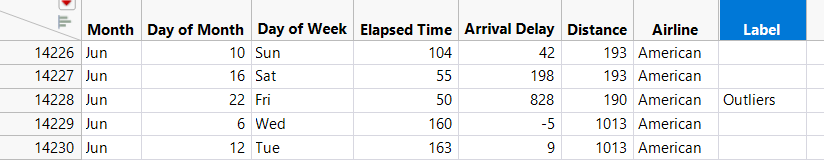 Month Day of Month Day of Week Elapsed Time Arrival Delay Distance Airline Label
14226 Jun 10 Sun 104 42 193 American
14227 Jun 16 Sat 55 198 193 American
14228 Jun 22 Fri 50 828 190 American Outliers
14229 Jun 6 Wed 160 -5 1013 American
14230 Jun 12 Tue 163 9 1013 American